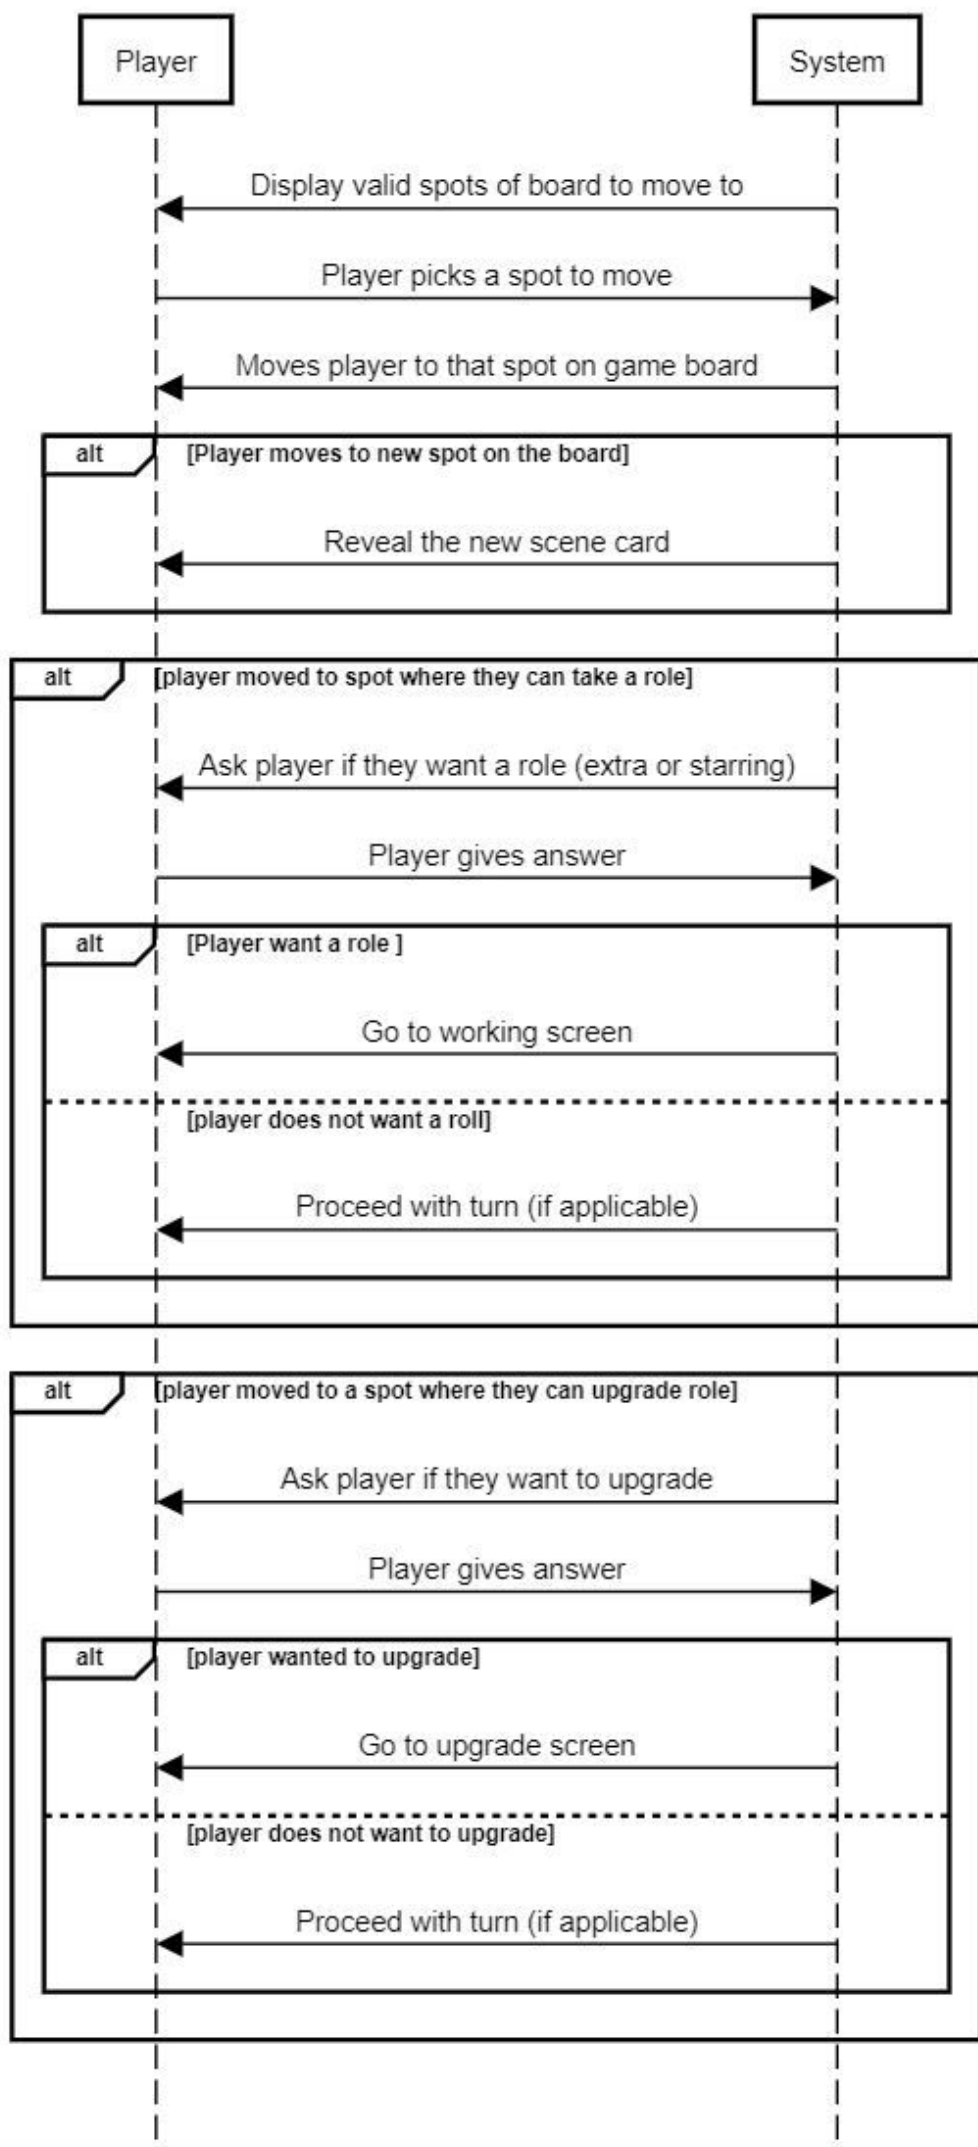 Player
System
Display valid spots of board to move to
Player picks a spot to move
Moves player to that spot on game board
alt
[Player moves to new spot on the board]
Reveal the new scene card
alt
[player moved to spot where they can take a role]
Ask player if they want a role (extra or starring)
Player gives answer
alt
[Player want a role ]
Go to working screen
[player does not want a roll]
Proceed with turn (if applicable)
alt
[player moved to a spot where they can upgrade role]
Ask player if they want to upgrade
Player gives answer
alt
[player wanted to upgrade]
Go to upgrade screen
[player does not want to upgrade]
Proceed with turn (if applicable)